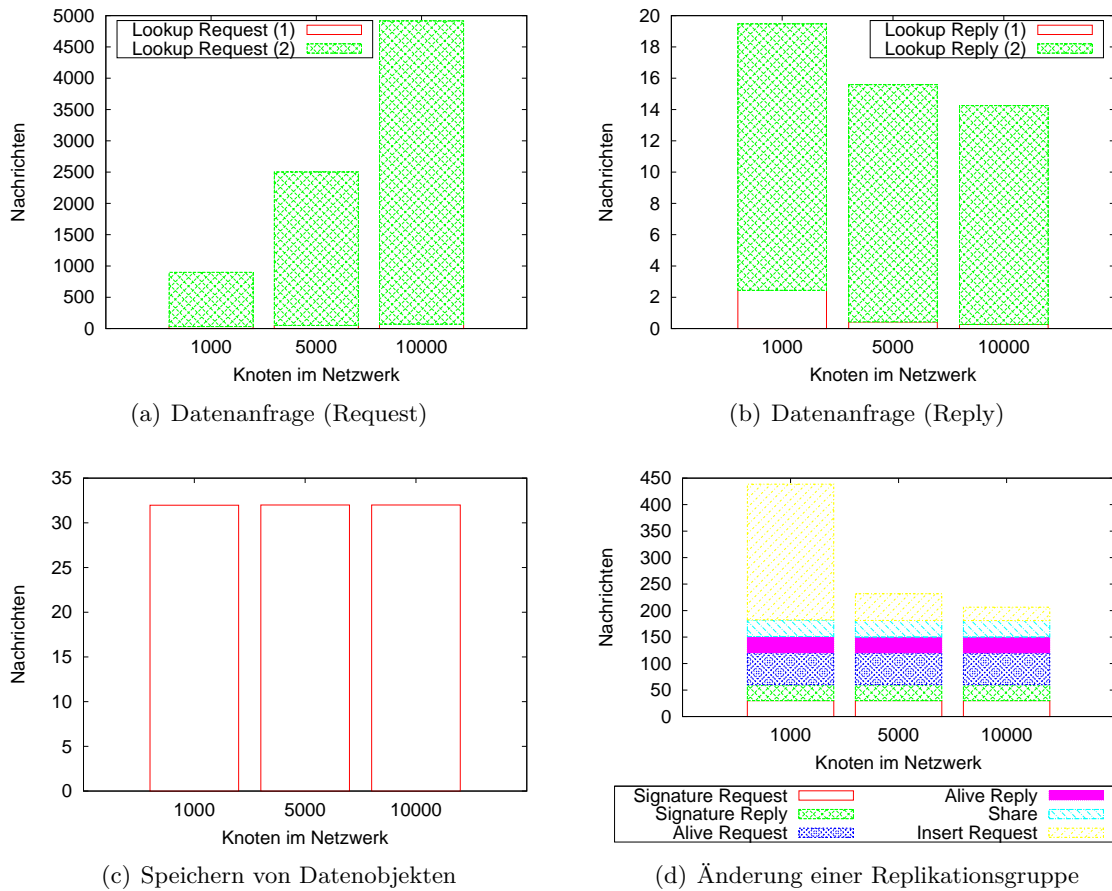 5000
4500
4000
3500
3000
2500
2000
1500
1000
500
0
Nachrichten
Lookup Request (1)
Lookup Request (2)
1000 5000 10000
Knoten im Netzwerk
(a) Datenanfrage (Request)
20
18
16
14
12
10
8
6
4
2
0
Nachrichten
Lookup Reply (1)
Lookup Reply (2)
1000 5000 10000
Knoten im Netzwerk
(b) Datenanfrage (Reply)
35
30
25
20
15
10
5
0
Nachrichten
1000 5000 10000
Knoten im Netzwerk
(c) Speichern von Datenobjekten
450
400
350
300
250
200
150
100
50
0
Nachrichten
1000 5000 10000
Knoten im Netzwerk
Signature Request
Signature Reply
Alive Request
Alive Reply
Share
Insert Request
(d) Änderung einer Replikationsgruppe